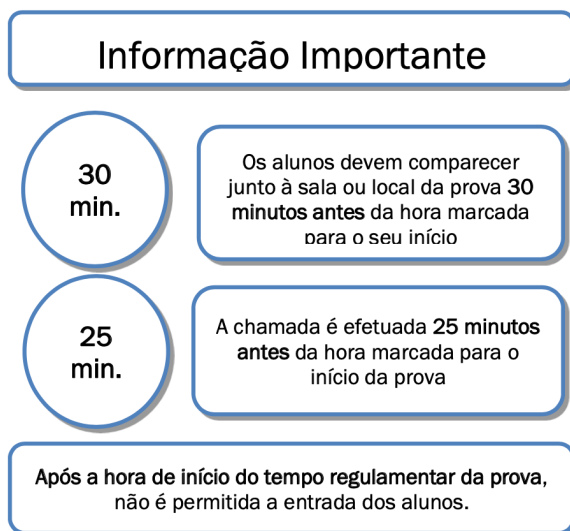 Informação Importante
30
min.
Os alunos devem comparecer
junto à sala ou local da prova 30
minutos antes da hora marcada
para o seu início
25
min.
A chamada é efetuada 25 minutos
antes da hora marcada para o
início da prova
Após a hora de início do tempo regulamentar da prova,
não é permitida a entrada dos alunos.